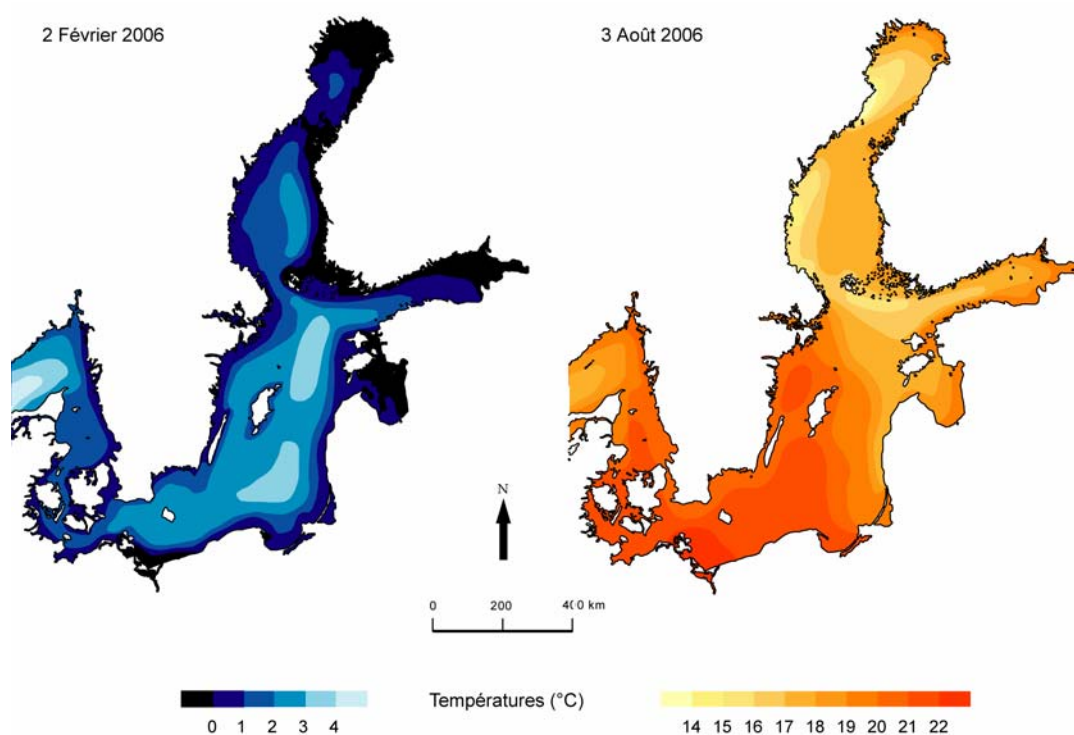 2 Février 2006
3 Août 2006
N
0 200 400 km
Températures (°C)
0 1 2 3 4
14 15 16 17 18 19 20 21 22